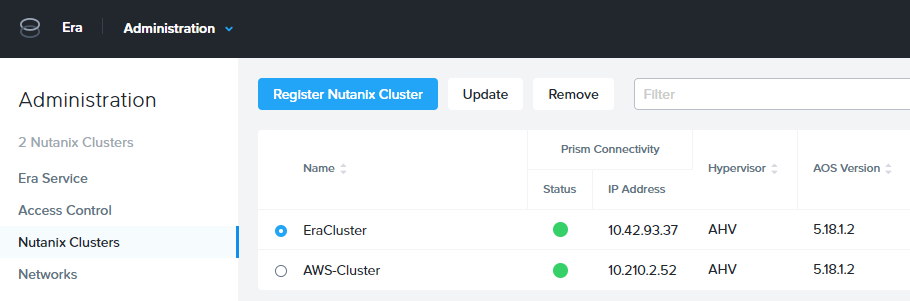 Era Administration
Administration
2 Nutanix Clusters
Era Service
Access Control
Nutanix Clusters
Networks
Register Nutanix Cluster Update Remove Filter
Prism Connectivity
Name Hypervisor AOS Version
Status IP Address
EraCluster 10.42.93.37 AHV 5.18.1.2
AWS-Cluster 10.210.2.52 AHV 5.18.1.2